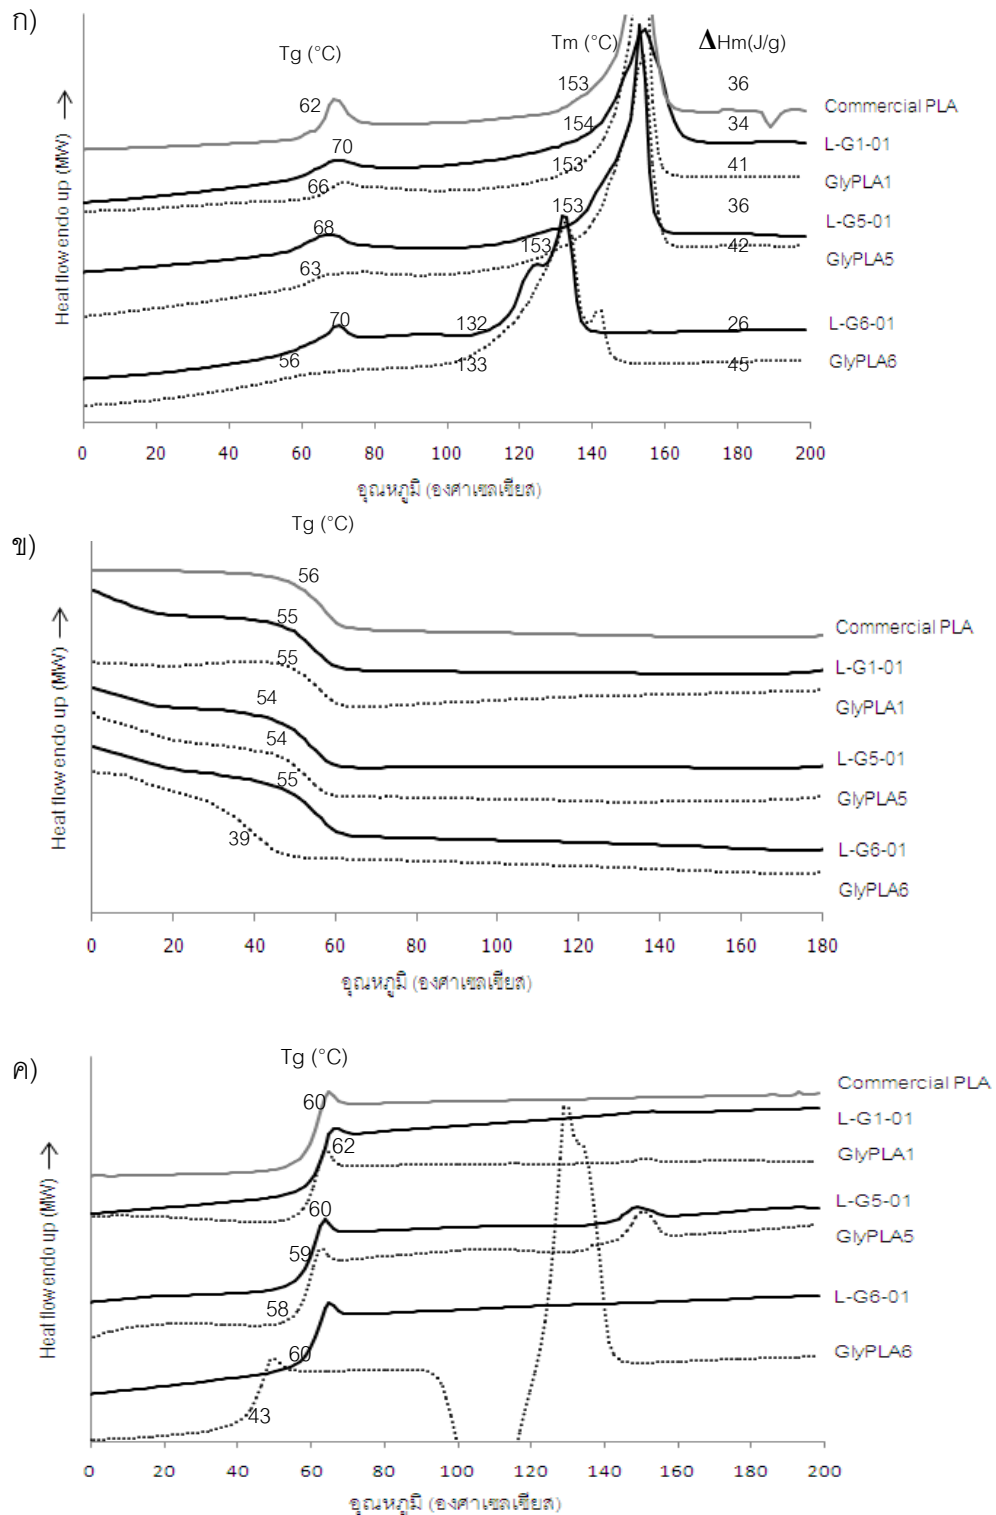 ก)
Tg (°C)
Tm (°C)
ΔHm(J/g)
Heat flow endo up (MW)
62
153
36
Commercial PLA
70
154
34
L-G1-01
66
153
41
GlyPLA1
68
153
36
L-G5-01
63
153
42
GlyPLA5
70
132
26
L-G6-01
56
133
45
GlyPLA6
0 20 40 60 80 100 120 140 160 180 200
อุณหภูมิ (องศาเซลเซียส)
ข)
Tg (°C)
Heat flow endo up (MW)
56
Commercial PLA
55
L-G1-01
55
GlyPLA1
54
L-G5-01
54
GlyPLA5
55
L-G6-01
39
GlyPLA6
0 20 40 60 80 100 120 140 160 180
อุณหภูมิ (องศาเซลเซียส)
ค)
Tg (°C)
Heat flow endo up (MW)
60
Commercial PLA
L-G1-01
62
GlyPLA1
60
L-G5-01
59
GlyPLA5
58
L-G6-01
60
GlyPLA6
43
0 20 40 60 80 100 120 140 160 180 200
อุณหภูมิ (องศาเซลเซียส)